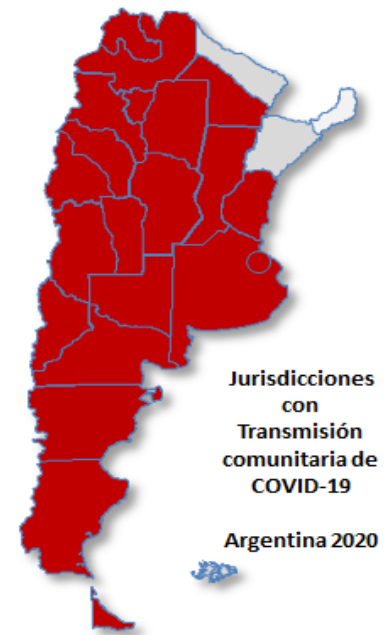 Jurisdicciones
con
Transmisión
comunitaria de
COVID-19
Argentina 2020